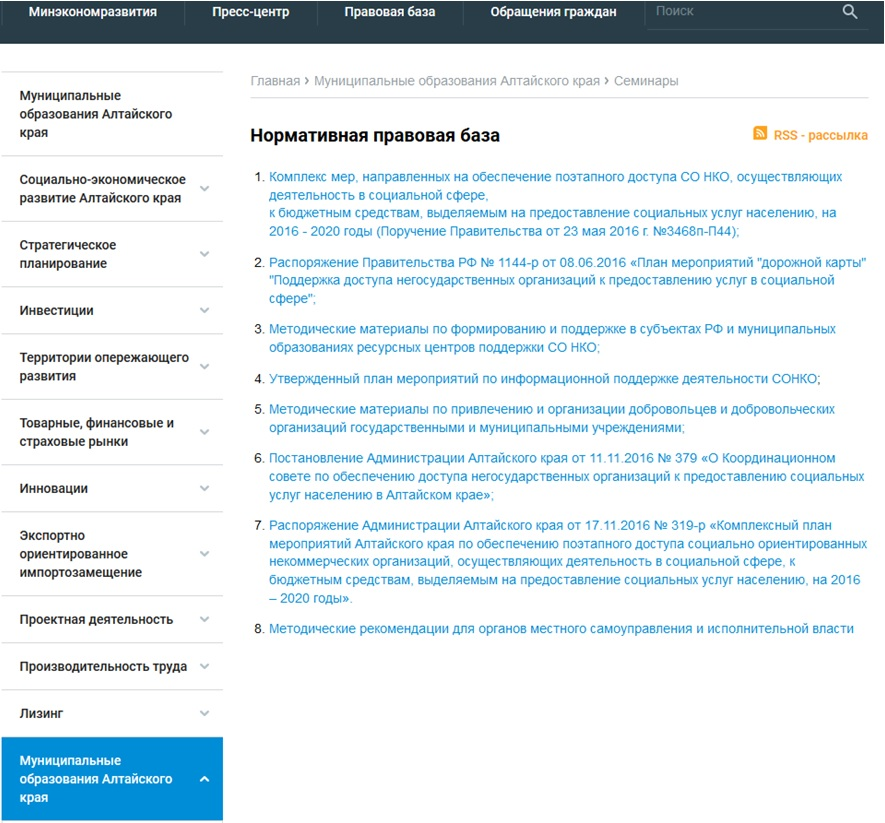 Минэкономразвития
Пресс-центр
Правовая база
Обращения граждан
Поиск
Муниципальные
образования Алтайского
края
Социально-экономическое
развитие Алтайского края
Стратегическое
планирование
Инвестиции
Территории опережающего
развития
Товарные, финансовые и
страховые рынки
Инновации
Экспортно
ориентированное
импортозамещение
Проектная деятельность
Производительность труда
Лизинг
Муниципальные
образования Алтайского
края
Главная › Муниципальные образования Алтайского края › Семинары
Нормативная правовая база
RSS - рассылка
1. Комплекс мер, направленных на обеспечение поэтапного доступа СО НКО, осуществляющих
деятельность в социальной сфере,
к бюджетным средствам, выделяемым на предоставление социальных услуг населению, на
2016 - 2020 годы (Поручение Правительства от 23 мая 2016 г. №3468п-П44);
2. Распоряжение Правительства РФ № 1144-р от 08.06.2016 «План мероприятий "дорожной карты"
"Поддержка доступа негосударственных организаций к предоставлению услуг в социальной
сфере";
3. Методические материалы по формированию и поддержке в субъектах РФ и муниципальных
образованиях ресурсных центров поддержки СО НКО;
4. Утвержденный план мероприятий по информационной поддержке деятельности СОНКО;
5. Методические материалы по привлечению и организации добровольцев и добровольческих
организаций государственными и муниципальными учреждениями;
6. Постановление Администрации Алтайского края от 11.11.2016 № 379 «О Координационном
совете по обеспечению доступа негосударственных организаций к предоставлению социальных
услуг населению в Алтайском крае»;
7. Распоряжение Администрации Алтайского края от 17.11.2016 № 319-р «Комплексный план
мероприятий Алтайского края по обеспечению поэтапного доступа социально ориентированных
некоммерческих организаций, осуществляющих деятельность в социальной сфере, к
бюджетным средствам, выделяемым на предоставление социальных услуг населению, на 2016
– 2020 годы».
8. Методические рекомендации для органов местного самоуправления и исполнительной власти